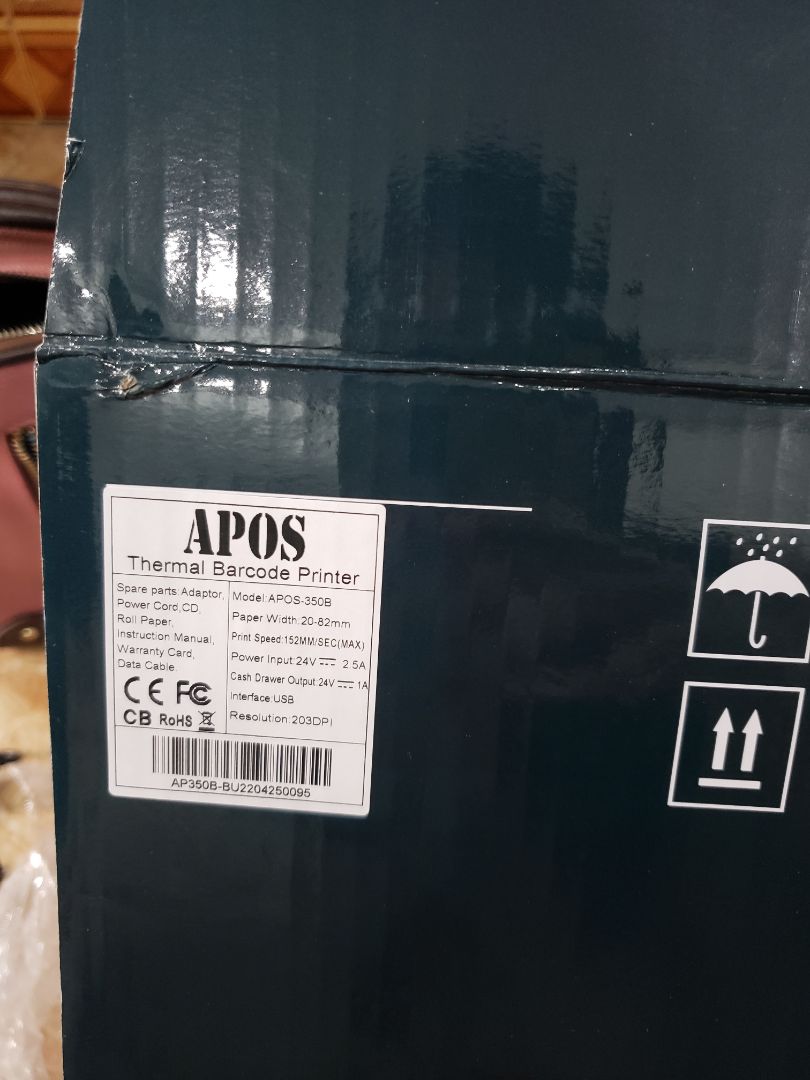 APOS
Thermal Barcode Printer
Spare parts:Adaptor,
Power Cord,CD,
Roll Paper,
Instruction Manual,
Warranty Card,
Data Cable.
CE FC
CB RoHS
Model:APOS-350B
Paper Width:20-82mm
Print Speed:152MM/SEC(MAX)
Power Input:24V 2.5A
Cash Drawer Output:24V 1A
Interface:USB
Resolution:203DPI
AP350B-BU2204250095